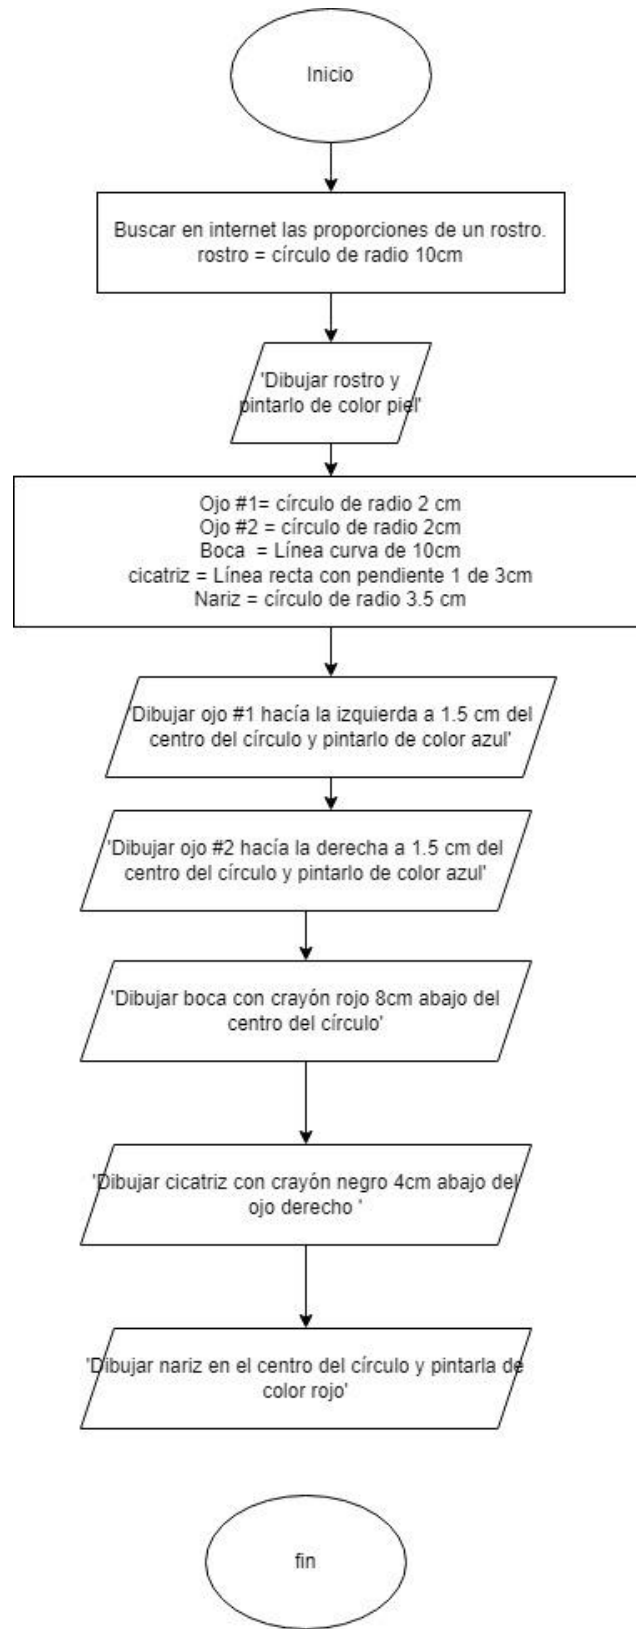 Inicio
Buscar en internet las proporciones de un rostro.
rostro = círculo de radio 10cm
'Dibujar rostro y
pintarlo de color piel'
Ojo #1= círculo de radio 2 cm
Ojo #2 = círculo de radio 2cm
Boca = Línea curva de 10cm
cicatriz = Línea recta con pendiente 1 de 3cm
Nariz = círculo de radio 3.5 cm
'Dibujar ojo #1 hacía la izquierda a 1.5 cm del
centro del círculo y pintarlo de color azul'
'Dibujar ojo #2 hacía la derecha a 1.5 cm del
centro del círculo y pintarlo de color azul'
'Dibujar boca con crayón rojo 8cm abajo del
centro del círculo'
'Dibujar cicatriz con crayón negro 4cm abajo del
ojo derecho '
'Dibujar nariz en el centro del círculo y pintarla de
color rojo'
fin